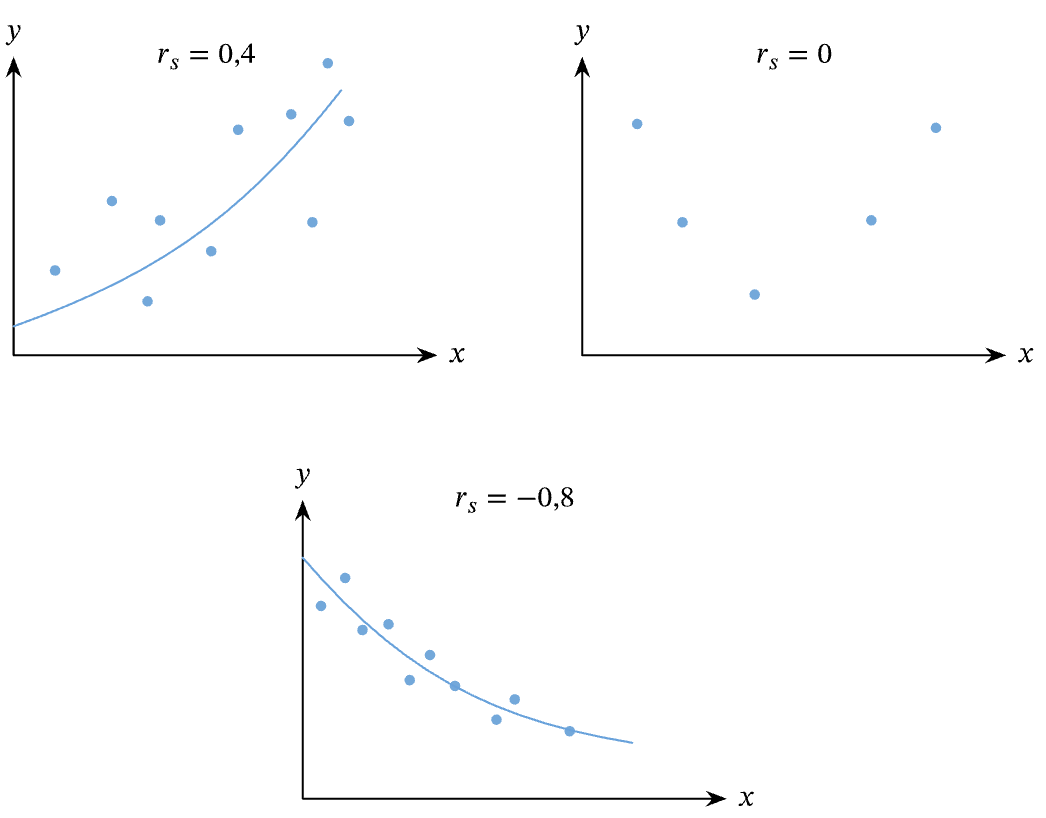 y
r_s = 0,4
x
y
r_s = 0
x
y
r_s = −0,8
x